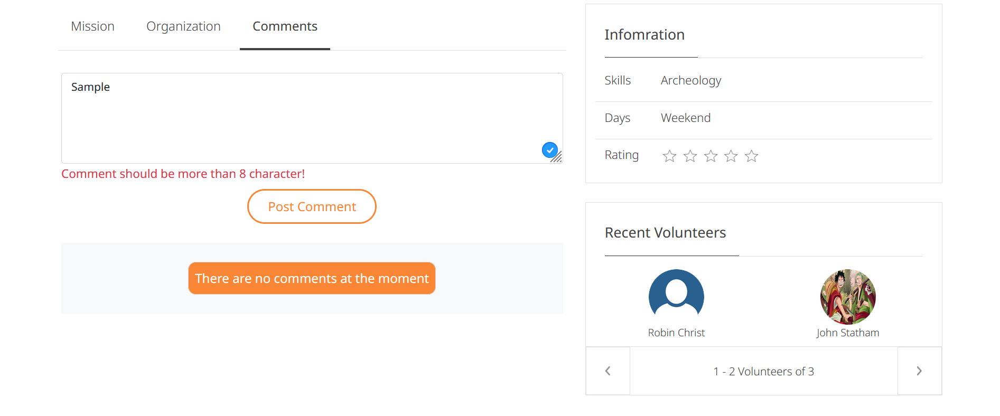 Mission Organization Comments
Sample
Comment should be more than 8 character!
Post Comment
There are no comments at the moment
Infomration
Skills Archeology
Days Weekend
Rating
Recent Volunteers
Robin Christ John Statham
1 - 2 Volunteers of 3